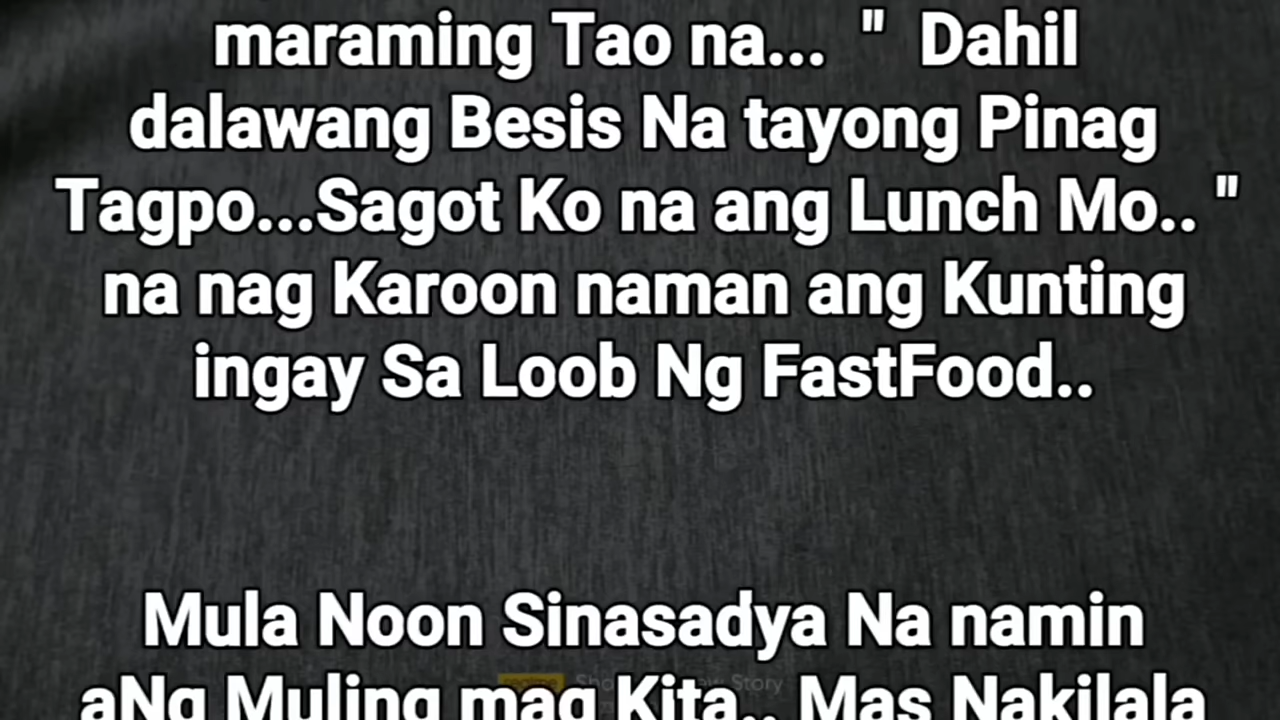 maraming Tao na... " Dahil
dalawang Besis Na tayong Pinag
Tagpo...Sagot Ko na ang Lunch Mo.. "
na nag Karoon naman ang Kunting
ingay Sa Loob Ng FastFood..
Mula Noon Sinasadya Na namin
aNg Muling mag Kita.. Mas Nakilala
realme Story